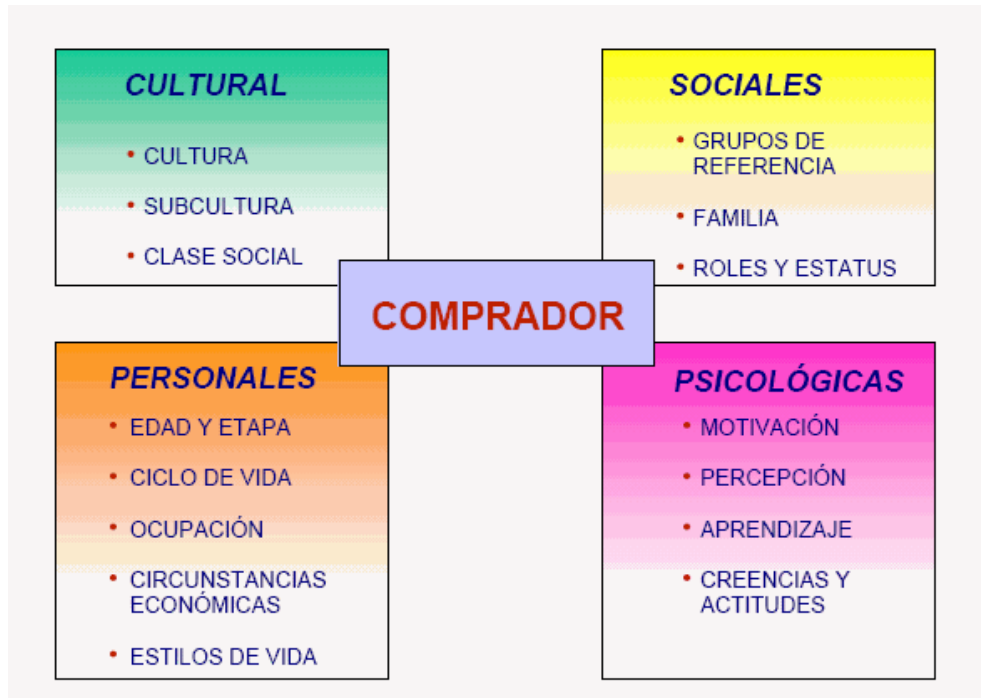 CULTURAL
• CULTURA
• SUBCULTURA
• CLASE SOCIAL
SOCIALES
• GRUPOS DE
REFERENCIA
• FAMILIA
• ROLES Y ESTATUS
COMPRADOR
PERSONALES
• EDAD Y ETAPA
• CICLO DE VIDA
• OCUPACIÓN
• CIRCUNSTANCIAS
ECONÓMICAS
• ESTILOS DE VIDA
PSICOLÓGICAS
• MOTIVACIÓN
• PERCEPCIÓN
• APRENDIZAJE
• CREENCIAS Y
ACTITUDES